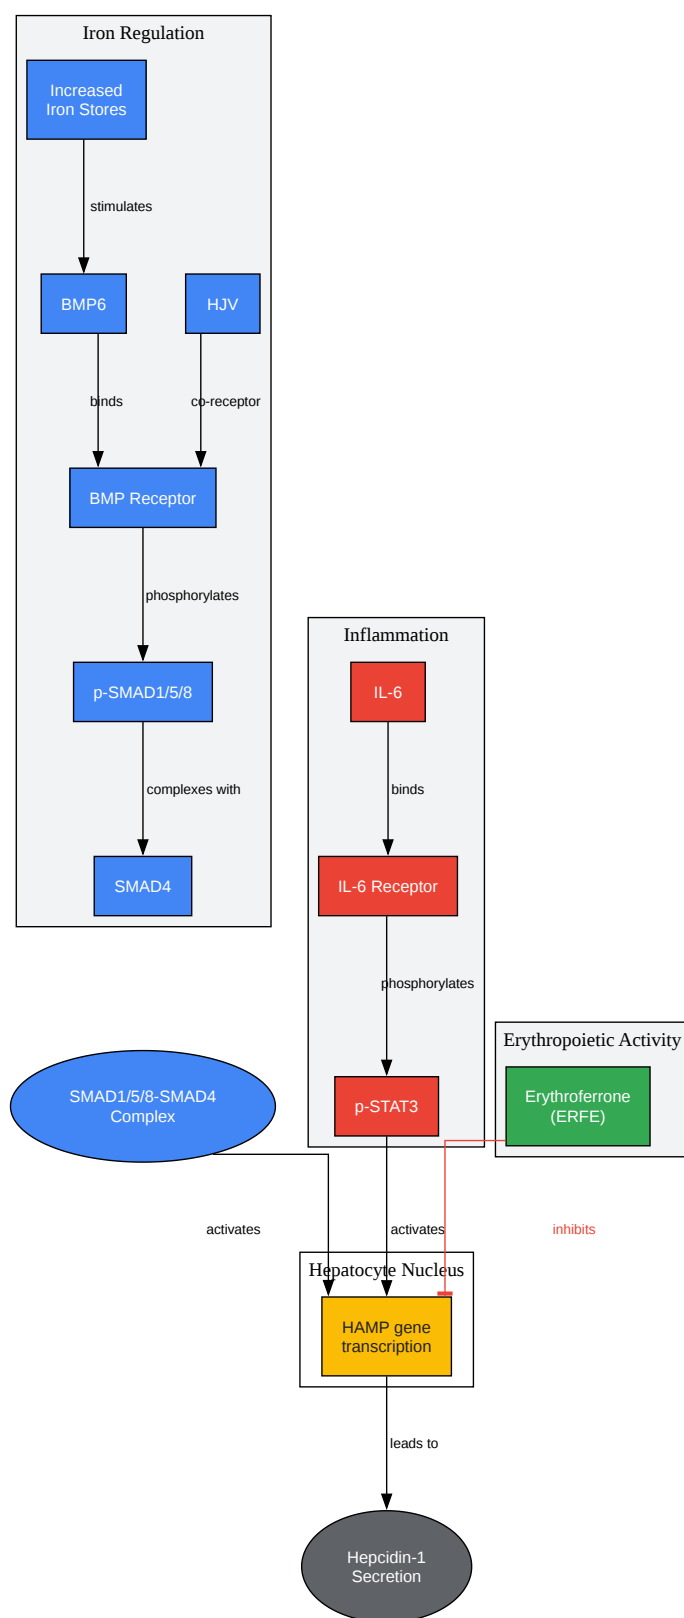 Iron Regulation
Increased
Iron Stores
stimulates
BMP6
HJV
binds
co-receptor
BMP Receptor
phosphorylates
p-SMAD1/5/8
complexes with
SMAD4
Inflammation
IL-6
binds
IL-6 Receptor
phosphorylates
p-STAT3
Erythropoietic Activity
Erythroferrone
(ERFE)
SMAD1/5/8-SMAD4
Complex
activates
activates
inhibits
Hepatocyte Nucleus
HAMP gene
transcription
leads to
Hepcidin-1
Secretion